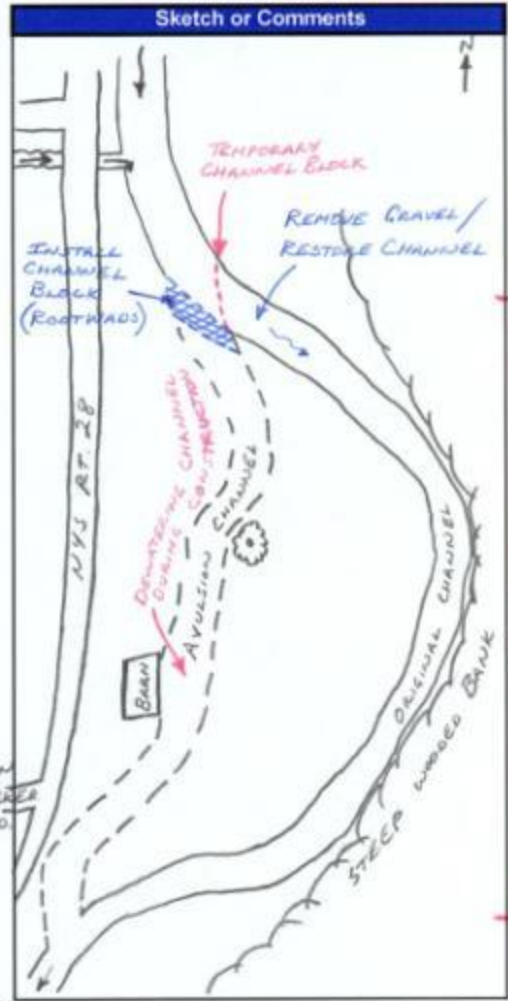 Sketch or Comments
N
TEMPORARY
CHANNEL BLOCK
REMOVE GRAVEL/
RESTORE CHANNEL
INSTALL
CHANNEL
BLOCK
(ROOTWADS)
NYS RT. 28
DEWATERING CHANNEL
DURING CONSTRUCTION
AVULSION CHANNEL
BARN
ORIGINAL CHANNEL
STEEP WOODED BANK